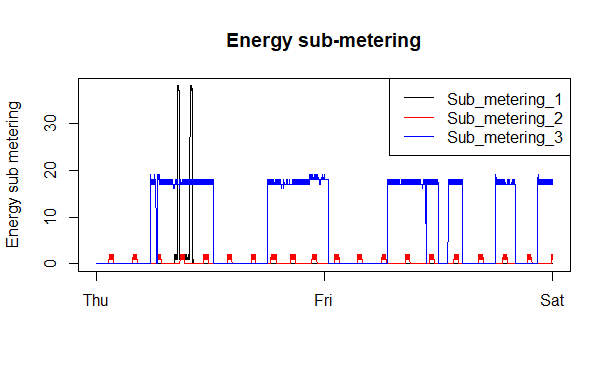 Energy sub-metering
Energy sub metering
30
20
10
0
Sub_metering_1
Sub_metering_2
Sub_metering_3
Thu Fri Sat